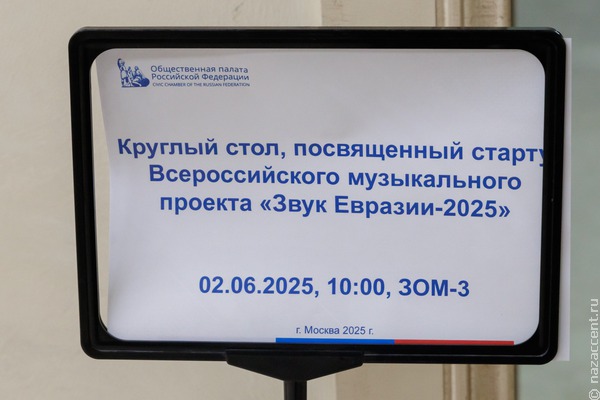 Общественная палата
Российской Федерации
CIVIC CHAMBER OF THE RUSSIAN FEDERATION
Круглый стол, посвященный старту
Всероссийского музыкального
проекта «Звук Евразии-2025»
02.06.2025, 10:00, ЗОМ-3
г. Москва 2025 г.
© nazaccent.ru